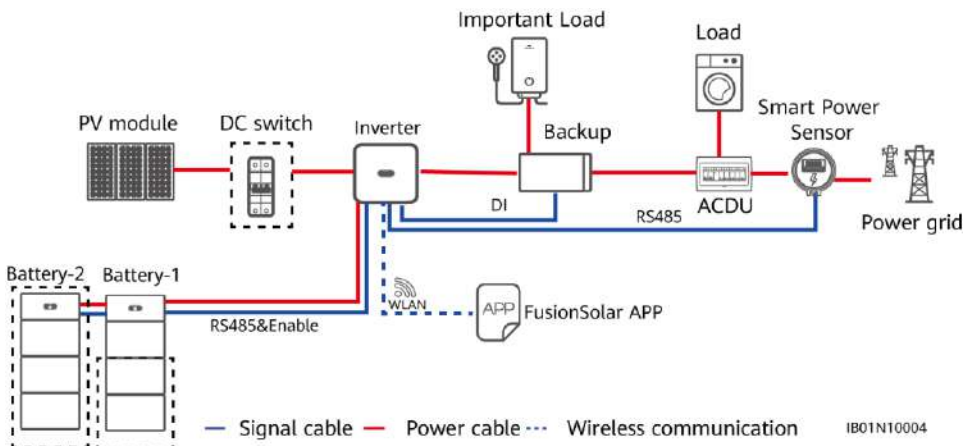 Important Load
Load
Smart Power
Sensor
PV module
DC switch
Inverter
Backup
DI
RS485
ACDU
Power grid
Battery-2
Battery-1
WLAN
APP
FusionSolar APP
RS485&Enable
Signal cable
Power cable
Wireless communication
IB01N10004